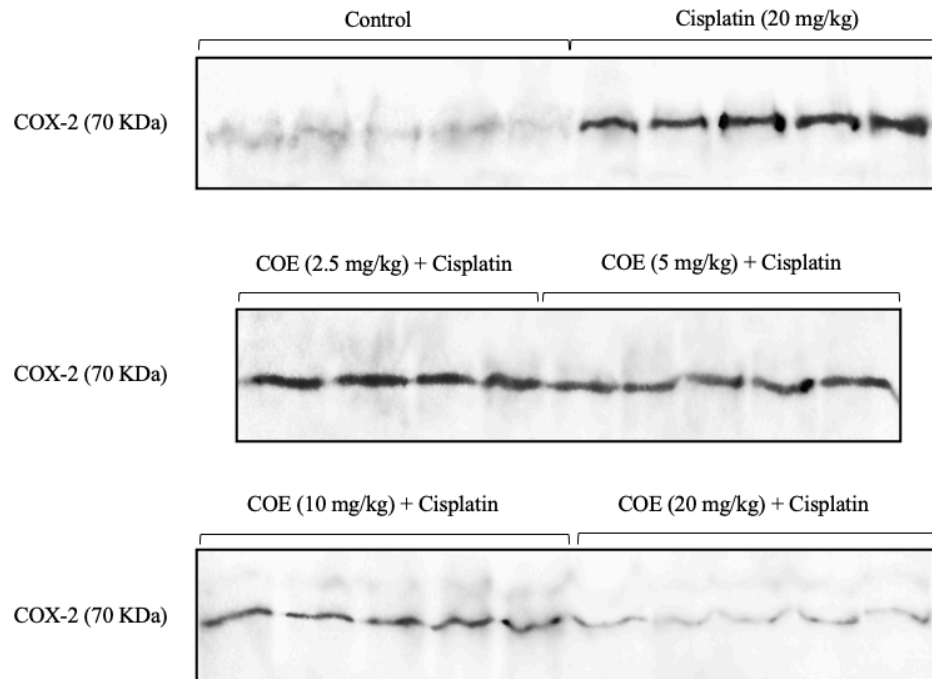 Control
Cisplatin (20 mg/kg)
COX-2 (70 KDa)
COE (2.5 mg/kg) + Cisplatin
COE (5 mg/kg) + Cisplatin
COX-2 (70 KDa)
COE (10 mg/kg) + Cisplatin
COE (20 mg/kg) + Cisplatin
COX-2 (70 KDa)